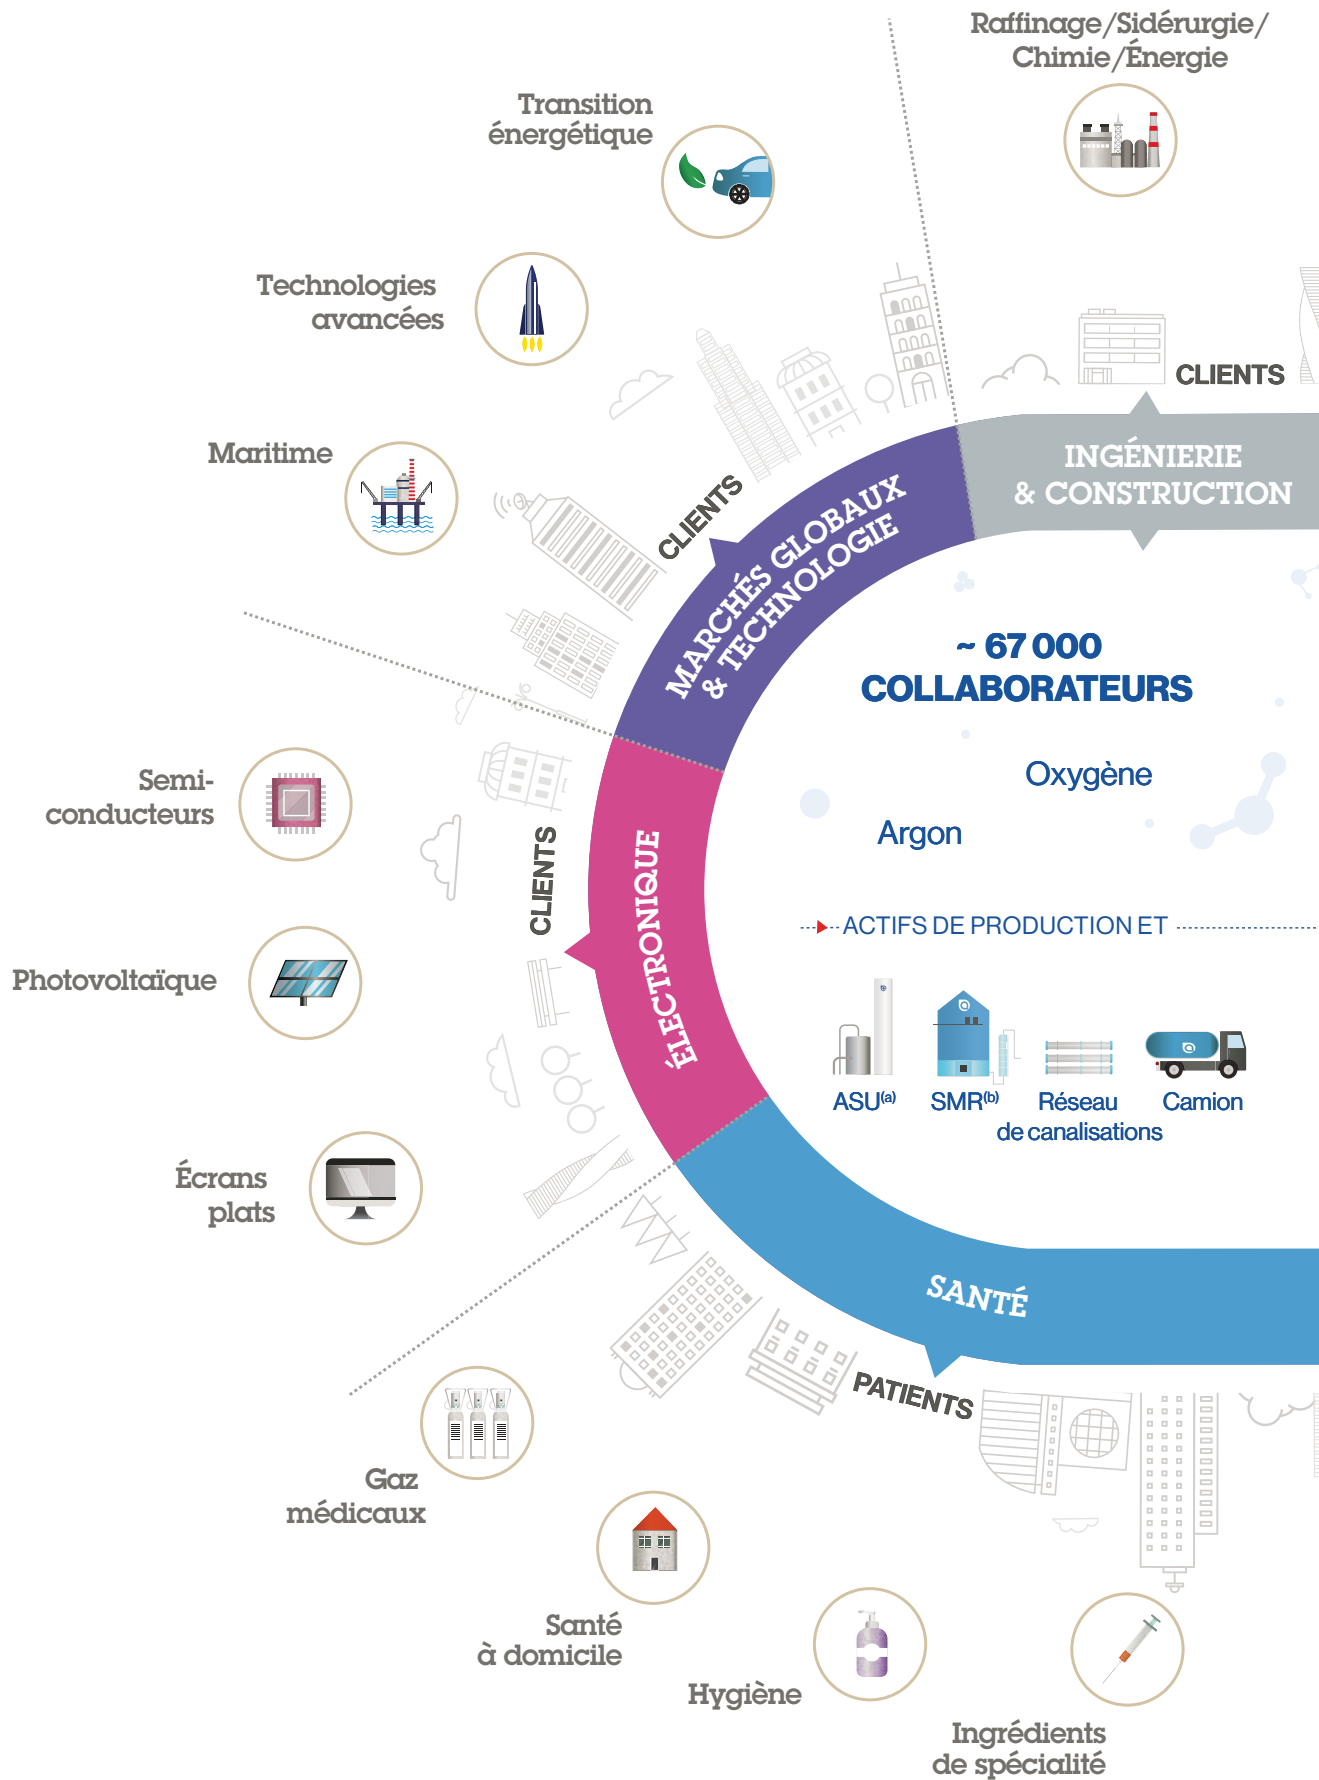 Raffinage/Sidérurgie/
Chimie/Énergie
Transition
énergétique
Technologies
avancées
Maritime
CLIENTS
INGÉNIERIE
& CONSTRUCTION
CLIENTS
MARCHÉS GLOBAUX
& TECHNOLOGIE
~ 67 000
COLLABORATEURS
Oxygène
Argon
Semi-
conducteurs
CLIENTS
ÉLECTRONIQUE
Photovoltaïque
ACTIFS DE PRODUCTION ET
ASU(a)
SMR(b)
Réseau
de canalisations
Camion
Écrans
plats
SANTÉ
PATIENTS
Gaz
médicaux
Santé
à domicile
Hygiène
Ingrédients
de spécialité